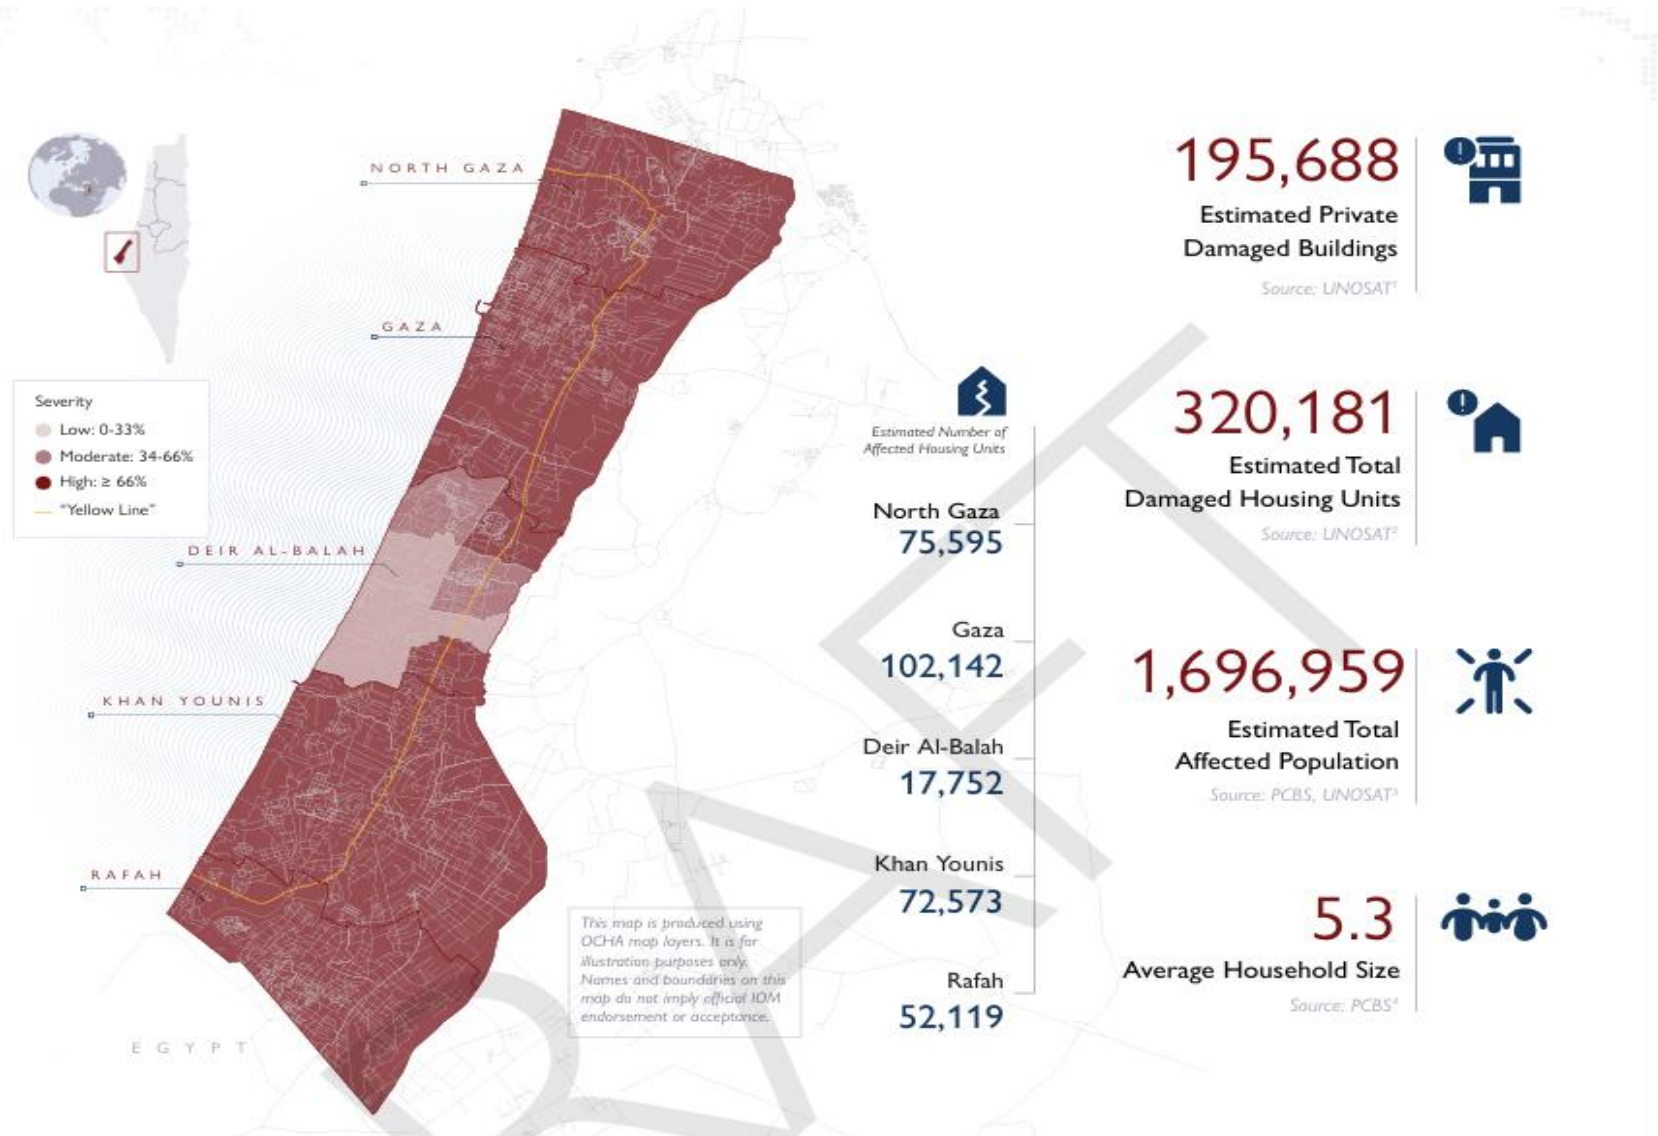 NORTH GAZA
GAZA
Severity
Low: 0-33%
Moderate: 34-66%
High: ≥ 66%
"Yellow Line"
DEIR AL-BALAH
KHAN YOUNIS
RAFAH
EGYPT
This map is produced using
OCHA map layers. It is for
illustration purposes only.
Names and boundaries on this
map do not imply official IOM
endorsement or acceptance.
Estimated Number of
Affected Housing Units
North Gaza
75,595
Gaza
102,142
Deir Al-Balah
17,752
Khan Younis
72,573
Rafah
52,119
195,688
Estimated Private
Damaged Buildings
Source: UNOSAT¹
320,181
Estimated Total
Damaged Housing Units
Source: UNOSAT²
1,696,959
Estimated Total
Affected Population
Source: PCBS, UNOSAT³
5.3
Average Household Size
Source: PCBS⁴